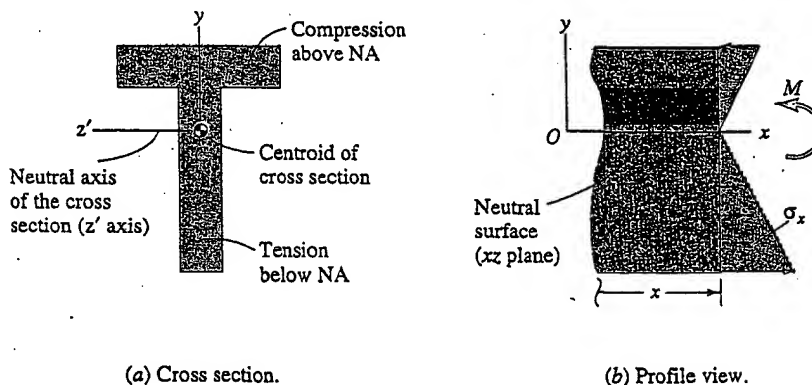 y
Compression
above NA
z'
Centroid of
cross section
Neutral axis
of the cross
section (z' axis)
Tension
below NA
(a) Cross section.
y
M
O
x
Neutral
surface
(xz plane)
σx
x
(b) Profile view.